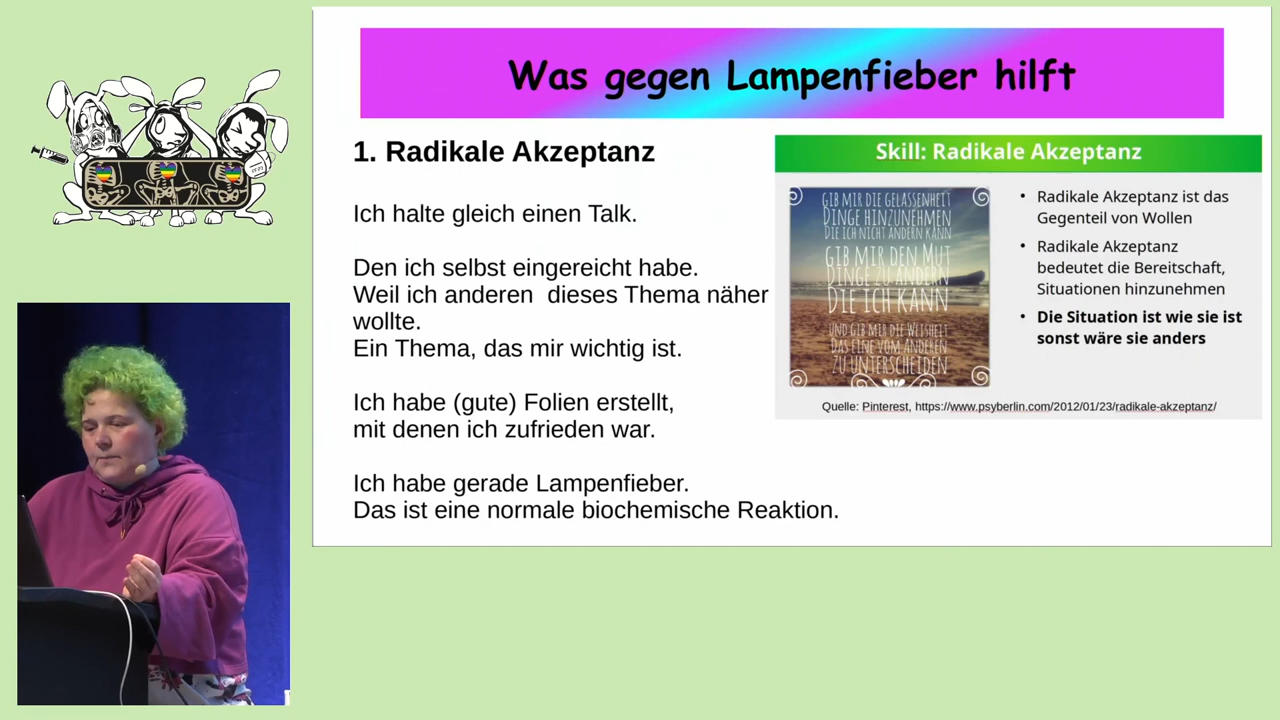 Was gegen Lampenfieber hilft
1. Radikale Akzeptanz
Ich halte gleich einen Talk.
Den ich selbst eingereicht habe.
Weil ich anderen  dieses Thema näher
wollte.
Ein Thema, das mir wichtig ist.
Ich habe (gute) Folien erstellt,
mit denen ich zufrieden war.
Ich habe gerade Lampenfieber.
Das ist eine normale biochemische Reaktion.
Skill: Radikale Akzeptanz
GIB MIR DIE GELASSENHEIT
DINGE HINZUNEHMEN
DIE ICH NICHT ÄNDERN KANN
GIB MIR DEN MUT
DINGE ZU ÄNDERN
DIE ICH KANN
UND GIB MIR DIE WEISHEIT
DAS EINE VOM ANDEREN
ZU UNTERSCHEIDEN
• Radikale Akzeptanz ist das
Gegenteil von Wollen
• Radikale Akzeptanz
bedeutet die Bereitschaft,
Situationen hinzunehmen
• Die Situation ist wie sie ist
sonst wäre sie anders
Quelle: Pinterest, https://www.psyberlin.com/2012/01/23/radikale-akzeptanz/